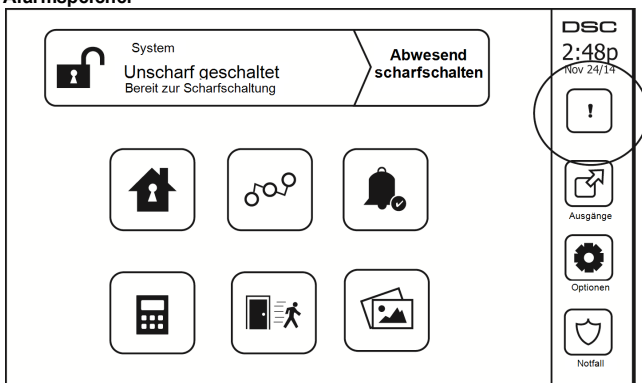 Alarmspeicher
System
Unscharf geschaltet
Bereit zur Scharfschaltung
Abwesend
scharfschalten
DSC
2:48p
Nov 24/14
!
Ausgänge
Optionen
Notfall